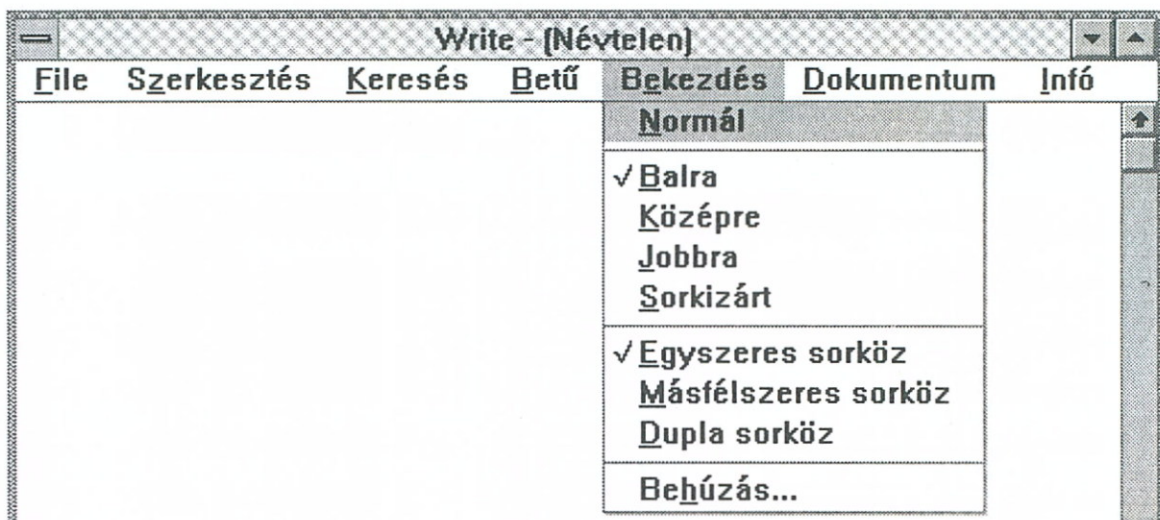 Write - (Névtelen)
File Szerkesztés Keresés Betű Bekezdés Dokumentum Infó
Normál
√ Balra
Középre
Jobbra
Sorkizárt
√ Egyszeres sorköz
Másfélszeres sorköz
Dupla sorköz
Behúzás...